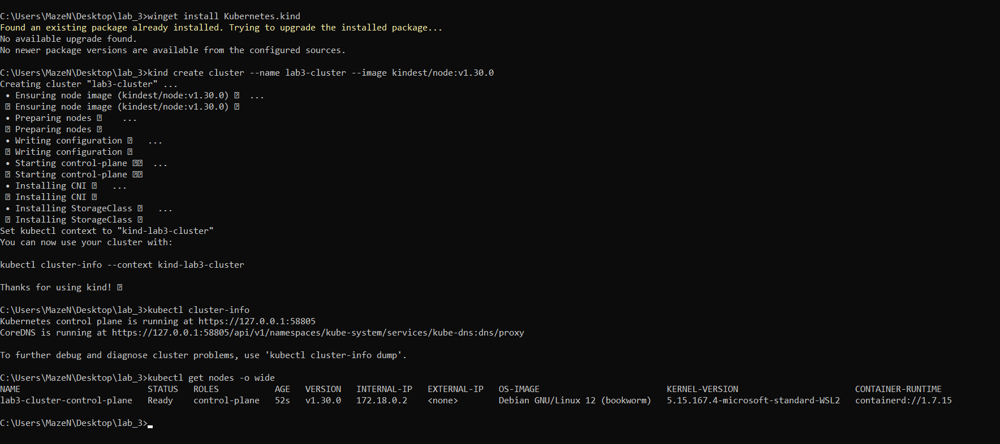 C:\Users\MazeN\Desktop\lab_3>winget install Kubernetes.kind
Found an existing package already installed. Trying to upgrade the installed package...
No available upgrade found.
No newer package versions are available from the configured sources.
C:\Users\MazeN\Desktop\lab_3>kind create cluster --name lab3-cluster --image kindest/node:v1.30.0
Creating cluster "lab3-cluster" ...
• Ensuring node image (kindest/node:v1.30.0) ⍰  ...
⍰ Ensuring node image (kindest/node:v1.30.0) ⍰
• Preparing nodes ⍰    ...
⍰ Preparing nodes ⍰
• Writing configuration ⍰   ...
⍰ Writing configuration ⍰
• Starting control-plane ⍰⍰  ...
⍰ Starting control-plane ⍰⍰
• Installing CNI ⍰   ...
⍰ Installing CNI ⍰
• Installing StorageClass ⍰   ...
⍰ Installing StorageClass ⍰
Set kubectl context to "kind-lab3-cluster"
You can now use your cluster with:
kubectl cluster-info --context kind-lab3-cluster
Thanks for using kind! ⍰
C:\Users\MazeN\Desktop\lab_3>kubectl cluster-info
Kubernetes control plane is running at https://127.0.0.1:58805
CoreDNS is running at https://127.0.0.1:58805/api/v1/namespaces/kube-system/services/kube-dns:dns/proxy
To further debug and diagnose cluster problems, use 'kubectl cluster-info dump'.
C:\Users\MazeN\Desktop\lab_3>kubectl get nodes -o wide
NAME                         STATUS   ROLES           AGE   VERSION   INTERNAL-IP   EXTERNAL-IP   OS-IMAGE                         KERNEL-VERSION                       CONTAINER-RUNTIME
lab3-cluster-control-plane   Ready    control-plane   52s   v1.30.0   172.18.0.2    <none>        Debian GNU/Linux 12 (bookworm)   5.15.167.4-microsoft-standard-WSL2   containerd://1.7.15
C:\Users\MazeN\Desktop\lab_3>